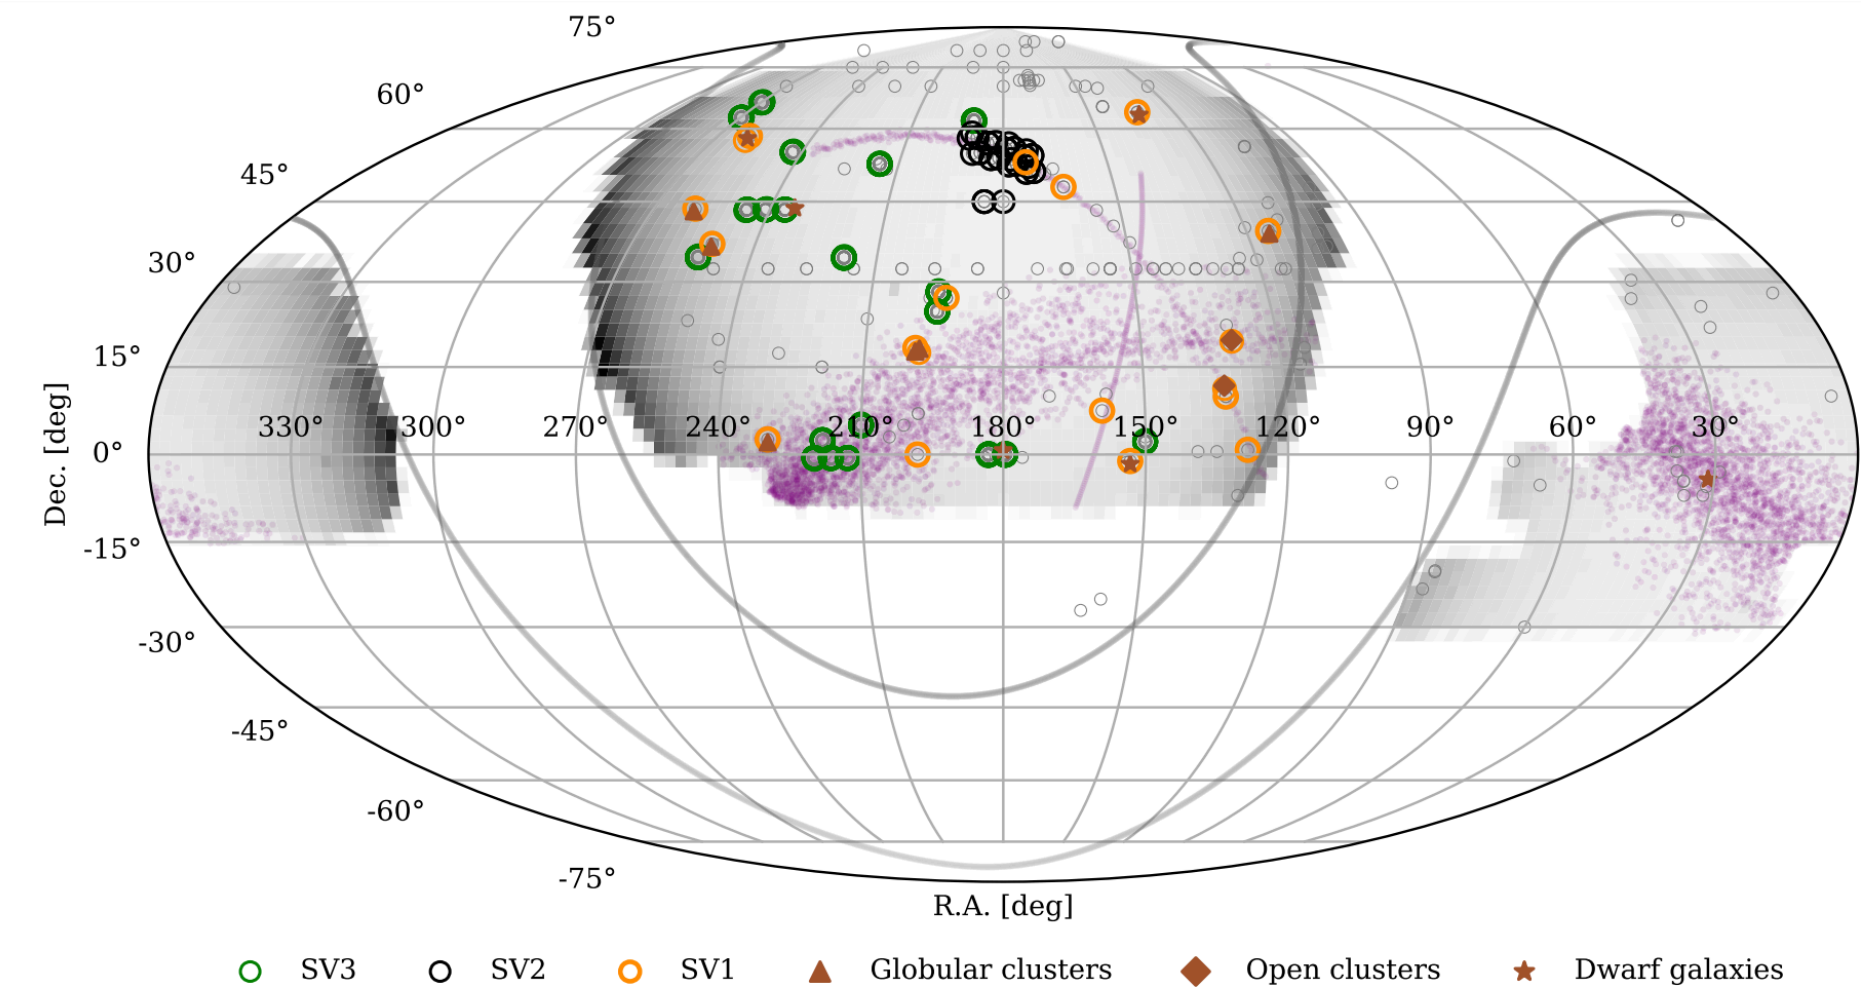 75°
60°
45°
30°
15°
0°
-15°
-30°
-45°
-60°
-75°
Dec. [deg]
330° 300° 270° 240° 210° 180° 150° 120° 90° 60° 30°
R.A. [deg]
SV3 SV2 SV1 Globular clusters Open clusters Dwarf galaxies